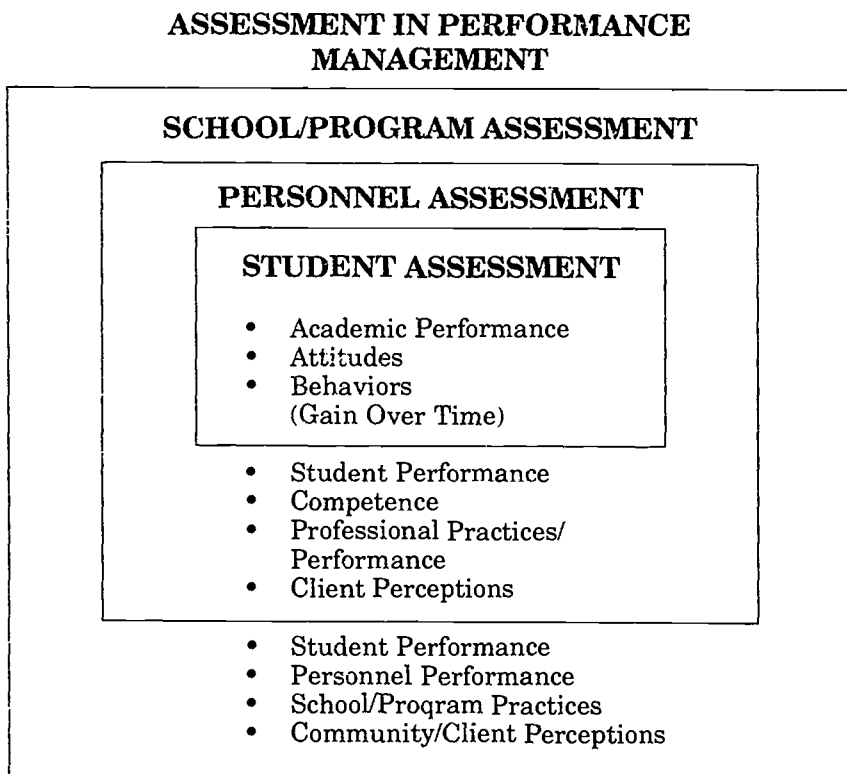 ASSESSMENT IN PERFORMANCE
MANAGEMENT
SCHOOL/PROGRAM ASSESSMENT
PERSONNEL ASSESSMENT
STUDENT ASSESSMENT
• Academic Performance
• Attitudes
• Behaviors
(Gain Over Time)
• Student Performance
• Competence
• Professional Practices/
Performance
• Client Perceptions
• Student Performance
• Personnel Performance
• School/Proqram Practices
• Community/Client Perceptions